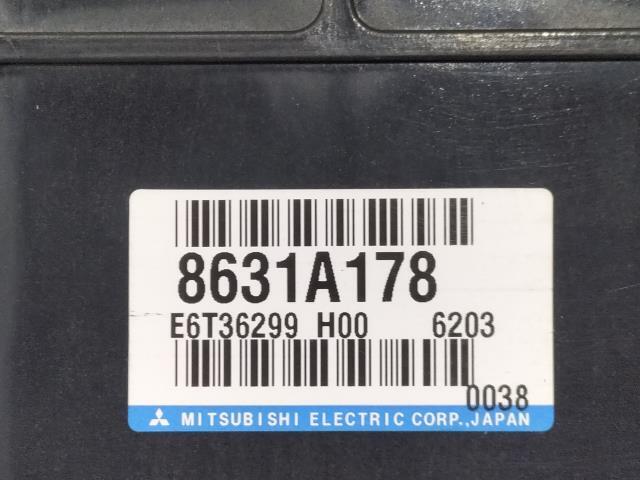 8631A178
E6T36299 H00 6203
0038
MITSUBISHI ELECTRIC CORP.,JAPAN